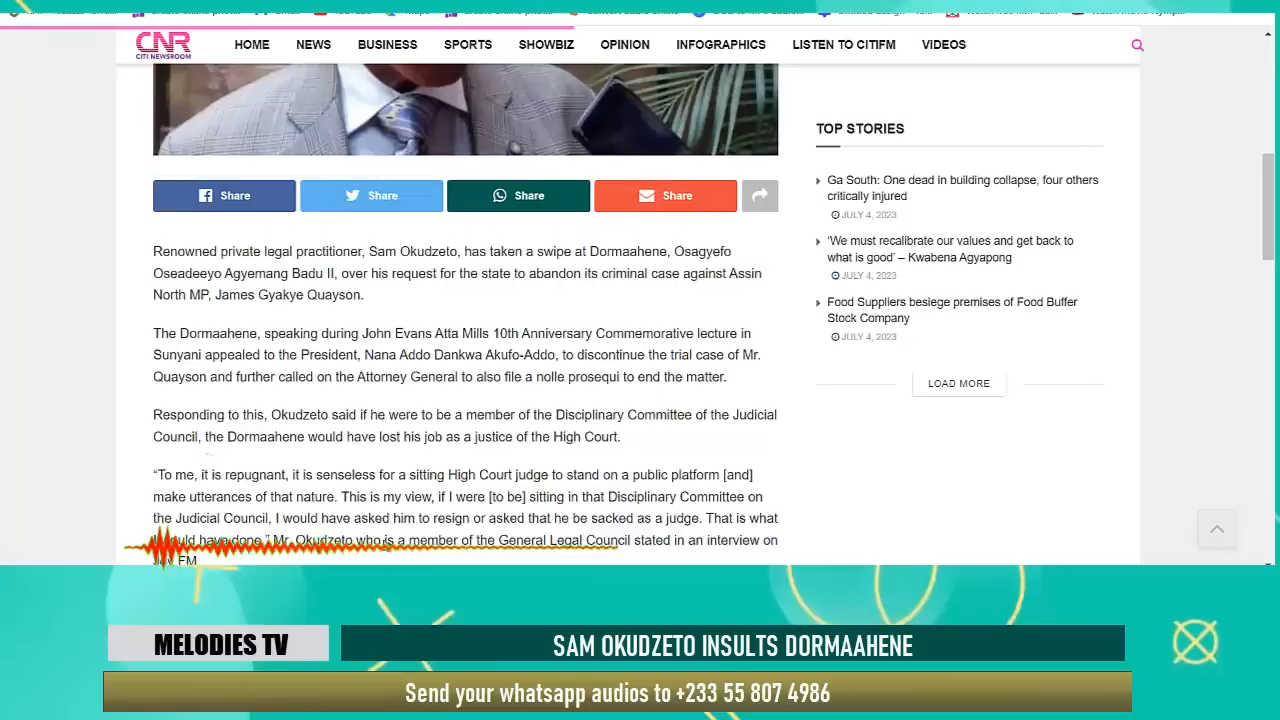 CNR
CITI NEWSROOM
HOME
NEWS
BUSINESS
SPORTS
SHOWBIZ
OPINION
INFOGRAPHICS
LISTEN TO CITIFM
VIDEOS
Share
Share
Share
Share
Renowned private legal practitioner, Sam Okudzeto, has taken a swipe at Dormaahene, Osagyefo
Oseadeeyo Agyemang Badu II, over his request for the state to abandon its criminal case against Assin
North MP, James Gyakye Quayson.
The Dormaahene, speaking during John Evans Atta Mills 10th Anniversary Commemorative lecture in
Sunyani appealed to the President, Nana Addo Dankwa Akufo-Addo, to discontinue the trial case of Mr.
Quayson and further called on the Attorney General to also file a nolle prosequi to end the matter.
Responding to this, Okudzeto said if he were to be a member of the Disciplinary Committee of the Judicial
Council, the Dormaahene would have lost his job as a justice of the High Court.
“To me, it is repugnant, it is senseless for a sitting High Court judge to stand on a public platform [and]
make utterances of that nature. This is my view, if I were [to be] sitting in that Disciplinary Committee on
the Judicial Council, I would have asked him to resign or asked that he be sacked as a judge. That is what
I would have done,” Mr. Okudzeto who is a member of the General Legal Council stated in an interview on
FM
TOP STORIES
Ga South: One dead in building collapse, four others
critically injured
JULY 4, 2023
‘We must recalibrate our values and get back to
what is good’ – Kwabena Agyapong
JULY 4, 2023
Food Suppliers besiege premises of Food Buffer
Stock Company
JULY 4, 2023
LOAD MORE
MELODIES TV
SAM OKUDZETO INSULTS DORMAAHENE
Send your whatsapp audios to +233 55 807 4986